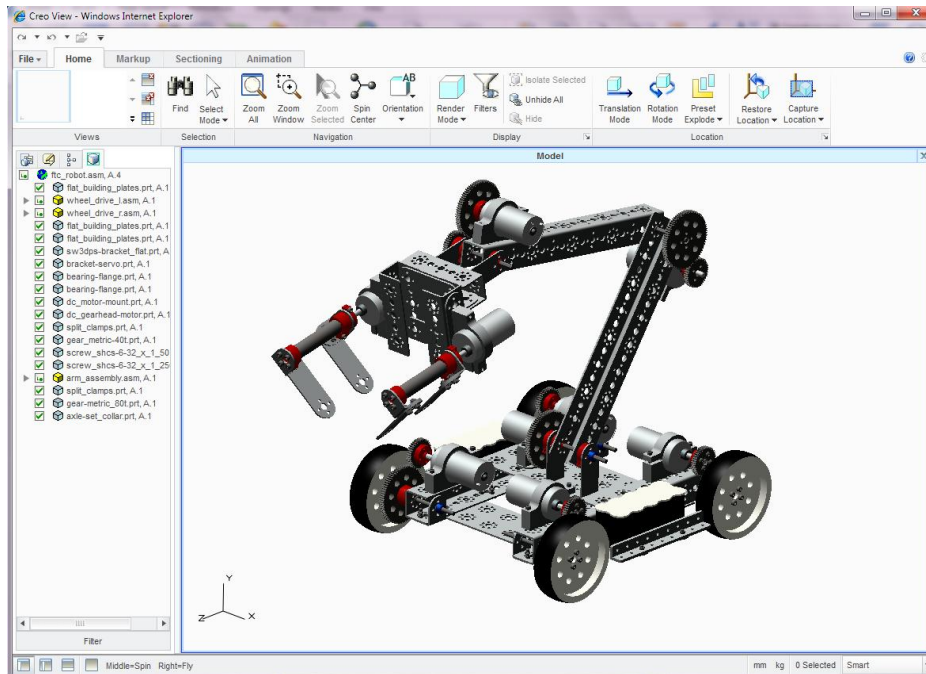 Creo View - Windows Internet Explorer
File Home Markup Sectioning Animation
Find
Select Mode
Zoom All
Zoom Window
Zoom Selected
Spin Center
Orientation
AB
Render Mode
Filters
Isolate Selected
Unhide All
Hide
Translation Mode
Rotation Mode
Preset Explode
Restore Location
Capture Location
Views Selection Navigation Display Location
Model
ftc_robot.asm, A.4
flat_building_plates.prt, A.1
wheel_drive_l.asm, A.1
wheel_drive_r.asm, A.1
flat_building_plates.prt, A.1
flat_building_plates.prt, A.1
sw3dps-bracket_flat.prt, A
bracket-servo.prt, A.1
bearing-flange.prt, A.1
bearing-flange.prt, A.1
dc_motor-mount.prt, A.1
dc_gearhead-motor.prt, A.1
split_clamps.prt, A.1
gear_metric-40t.prt, A.1
screw_shcs-6-32_x_1_50
screw_shcs-6-32_x_1_25
arm_assembly.asm, A.1
split_clamps.prt, A.1
gear-metric_80t.prt, A.1
axle-set_collar.prt, A.1
Y
Z X
Filter
Middle=Spin Right=Fly mm kg 0 Selected Smart